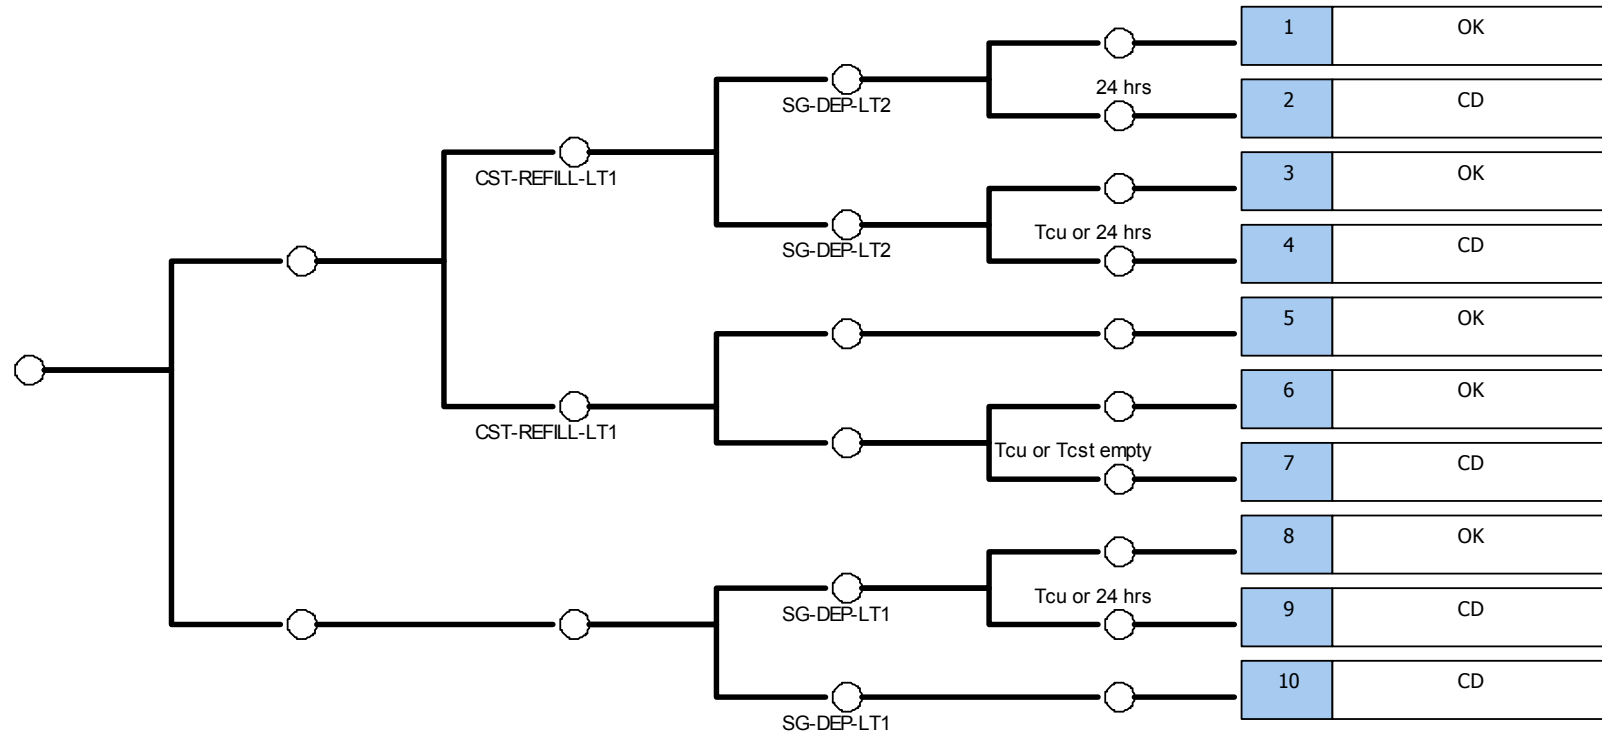 1 OK
SG-DEP-LT2
24 hrs
2 CD
CST-REFILL-LT1
3 OK
SG-DEP-LT2
Tcu or 24 hrs
4 CD
5 OK
CST-REFILL-LT1
6 OK
Tcu or Tcst empty
7 CD
8 OK
SG-DEP-LT1
Tcu or 24 hrs
9 CD
10 CD
SG-DEP-LT1